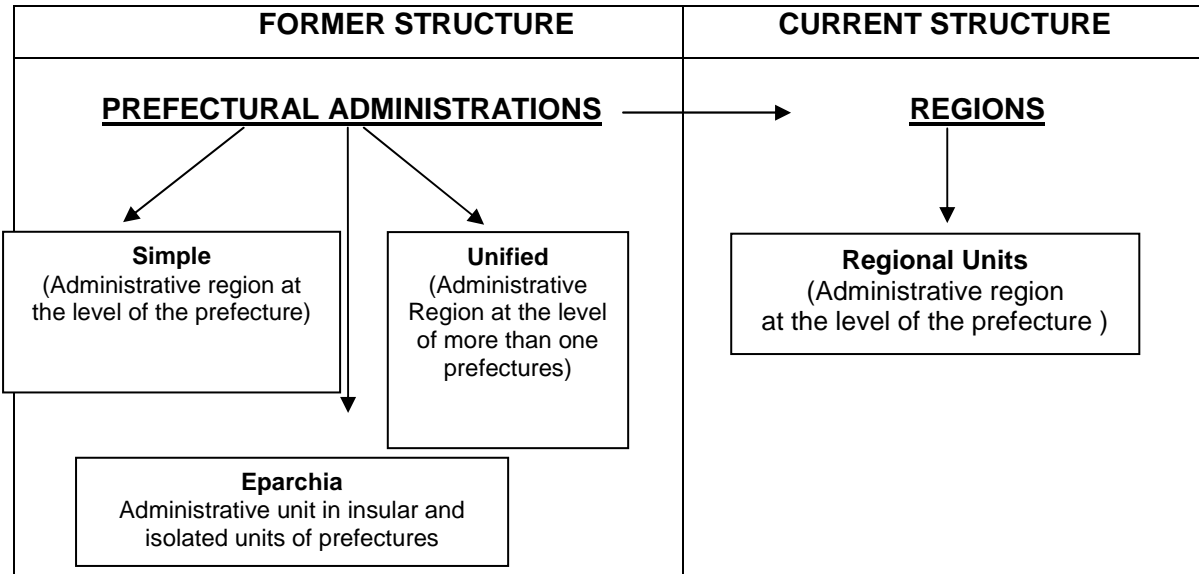 FORMER STRUCTURE
CURRENT STRUCTURE
PREFECTURAL ADMINISTRATIONS
REGIONS
Simple
(Administrative region at
the level of the prefecture)
Unified
(Administrative
Region at the level
of more than one
prefectures)
Regional Units
(Administrative region
at the level of the prefecture )
Eparchia
Administrative unit in insular and
isolated units of prefectures